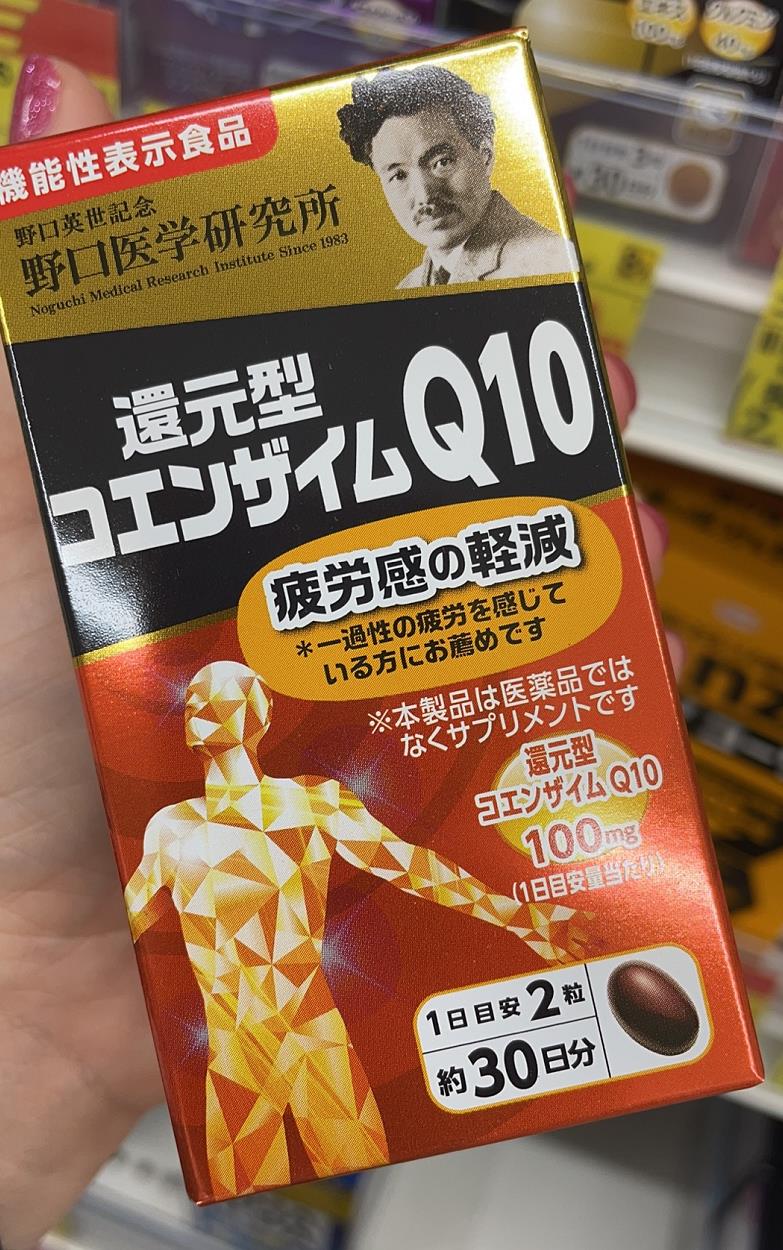 機能性表示食品
野口英世記念
野口医学研究所
Noguchi Medical Research Institute Since 1983
還元型
コエンザイムQ10
疲労感の軽減
*一過性の疲労を感じて
いる方にお薦めです
※本製品は医薬品では
なくサプリメントです
還元型
コエンザイムQ10
100mg
(1日目安量当たり)
1日目安2粒
約30日分